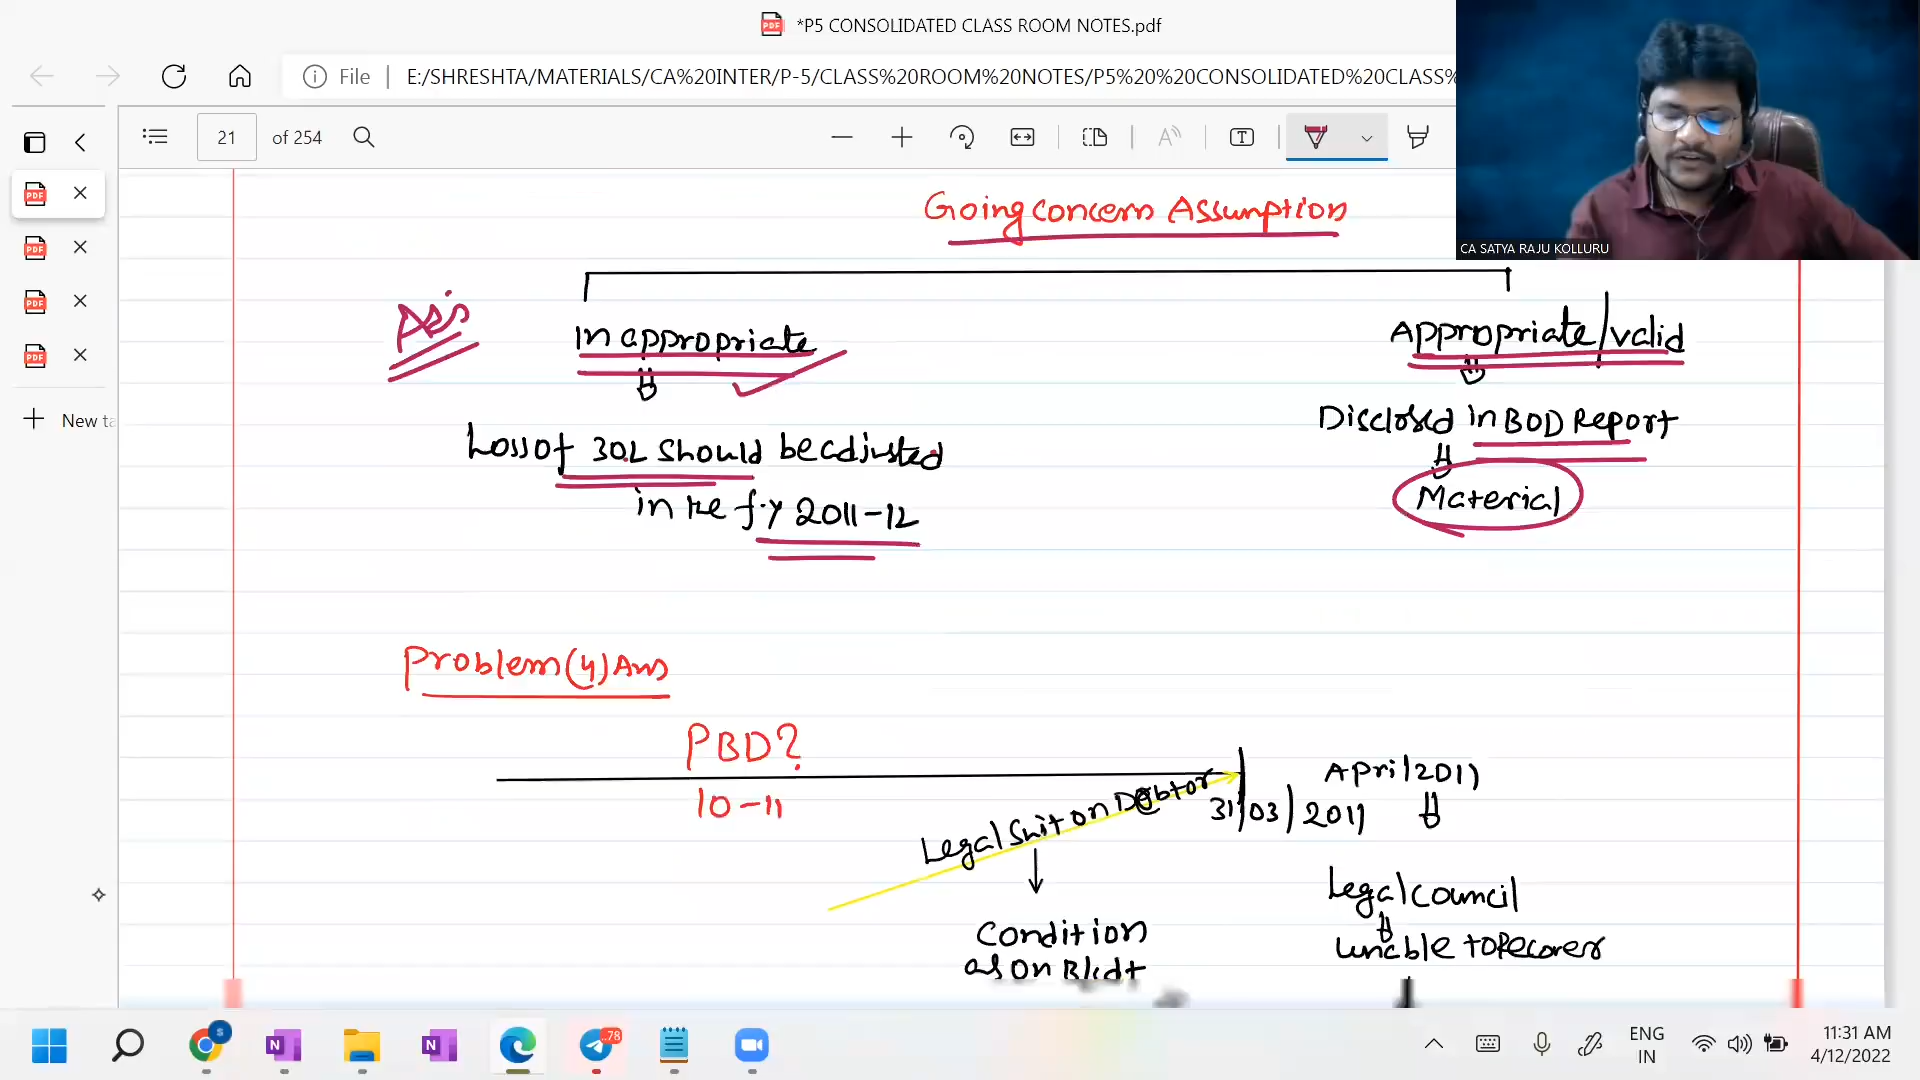 *P5 CONSOLIDATED CLASS ROOM NOTES.pdf
File
E:/SHRESHTA/MATERIALS/CA%20INTER/P-5/CLASS%20ROOM%20NOTES/P5%20%20CONSOLIDATED%20CLASS%
21 of 254
CA SATYA RAJU KOLLURU
New ta
Going concern Assumption
Inappropriate
Appropriate/valid
Loss of 30L should be adjusted
in the f.y 2011-12
Disclosed in BOD Report
Material
Problem (4) Ans
PBD?
10-11
Legal Suit on Debtor
31/03/2011
April 2011
Condition
as on B/sdt
Legal council
unable to Recover
78
ENG
IN
11:31 AM
4/12/2022